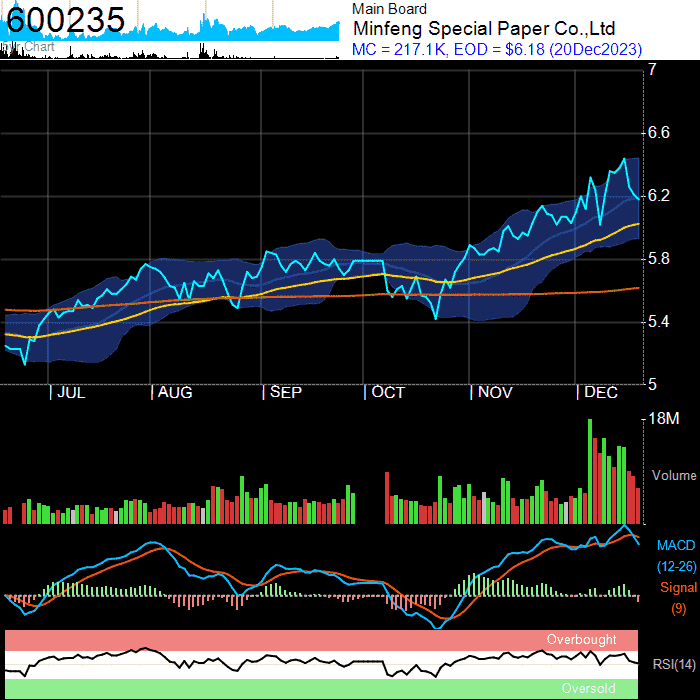 600235
Chart
Main Board
Minfeng Special Paper Co.,Ltd
MC = 217.1K, EOD = $6.18 (20Dec2023)
7
6.6
6.2
5.8
5.4
5
JUL AUG SEP OCT NOV DEC
18M
Volume
MACD
(12-26)
Signal
(9)
Overbought
RSI(14)
Oversold